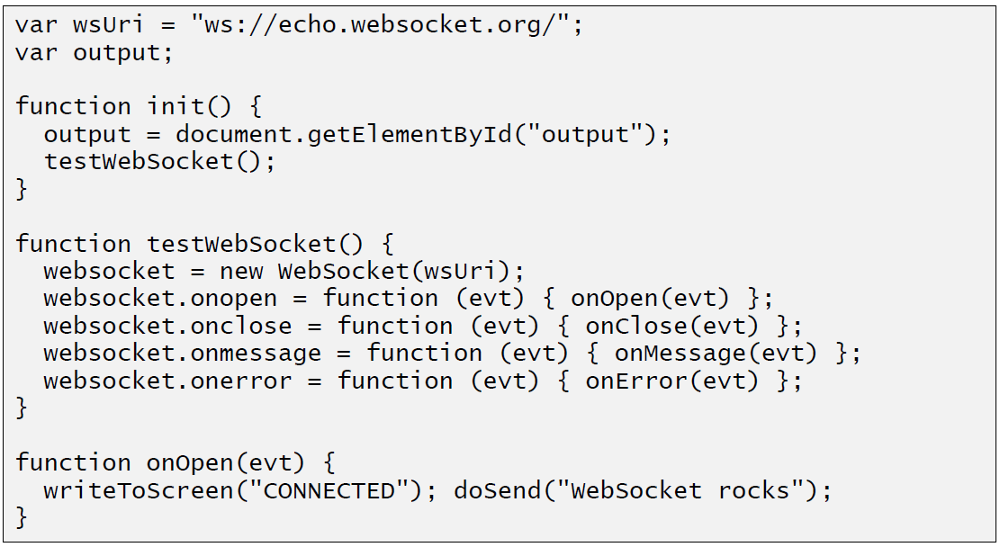 var wsUri = "ws://echo.websocket.org/";
var output;

function init() {
  output = document.getElementById("output");
  testWebSocket();
}

function testWebSocket() {
  websocket = new WebSocket(wsUri);
  websocket.onopen = function (evt) { onOpen(evt) };
  websocket.onclose = function (evt) { onClose(evt) };
  websocket.onmessage = function (evt) { onMessage(evt) };
  websocket.onerror = function (evt) { onError(evt) };
}

function onOpen(evt) {
  writeToScreen("CONNECTED"); doSend("WebSocket rocks");
}